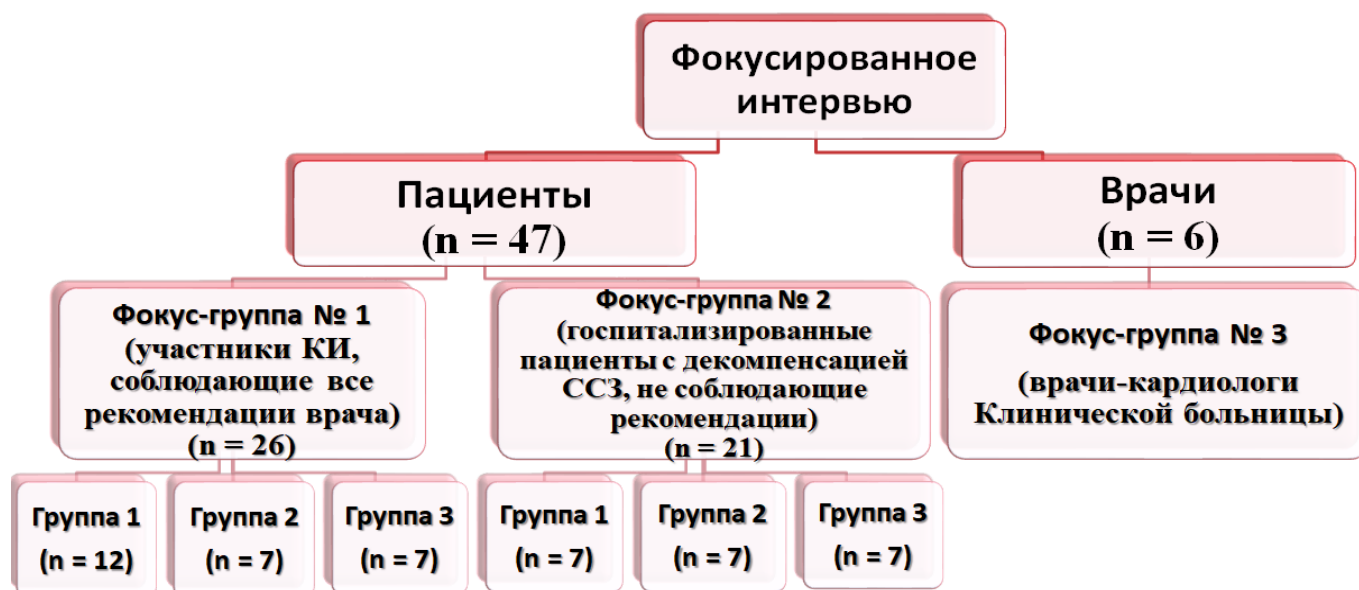 Фокусированное
интервью
Пациенты
(n = 47)
Врачи
(n = 6)
Фокус-группа № 1
(участники КИ,
соблюдающие все
рекомендации врача)
(n = 26)
Фокус-группа № 2
(госпитализированные
пациенты с декомпенсацией
ССЗ, не соблюдающие
рекомендации)
(n = 21)
Фокус-группа № 3
(врачи-кардиологи
Клинической больницы)
Группа 1
(n = 12)
Группа 2
(n = 7)
Группа 3
(n = 7)
Группа 1
(n = 7)
Группа 2
(n = 7)
Группа 3
(n = 7)